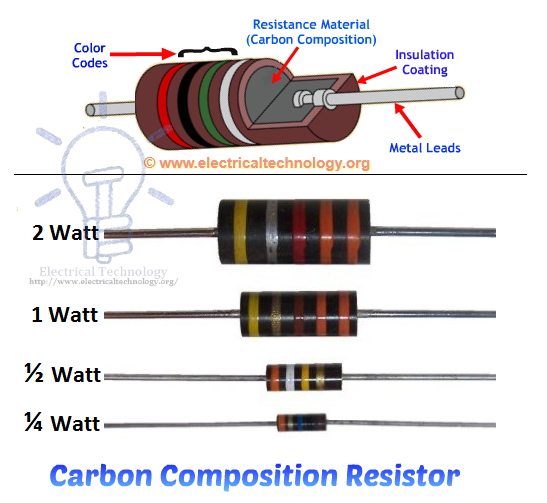 Resistance Material
(Carbon Composition)
Color
Codes
Insulation
Coating
Metal Leads
© www.electricaltechnology.org
2 Watt
Electrical Technology
http://www.electricaltechnology.org/
1 Watt
½ Watt
¼ Watt
Carbon Composition Resistor